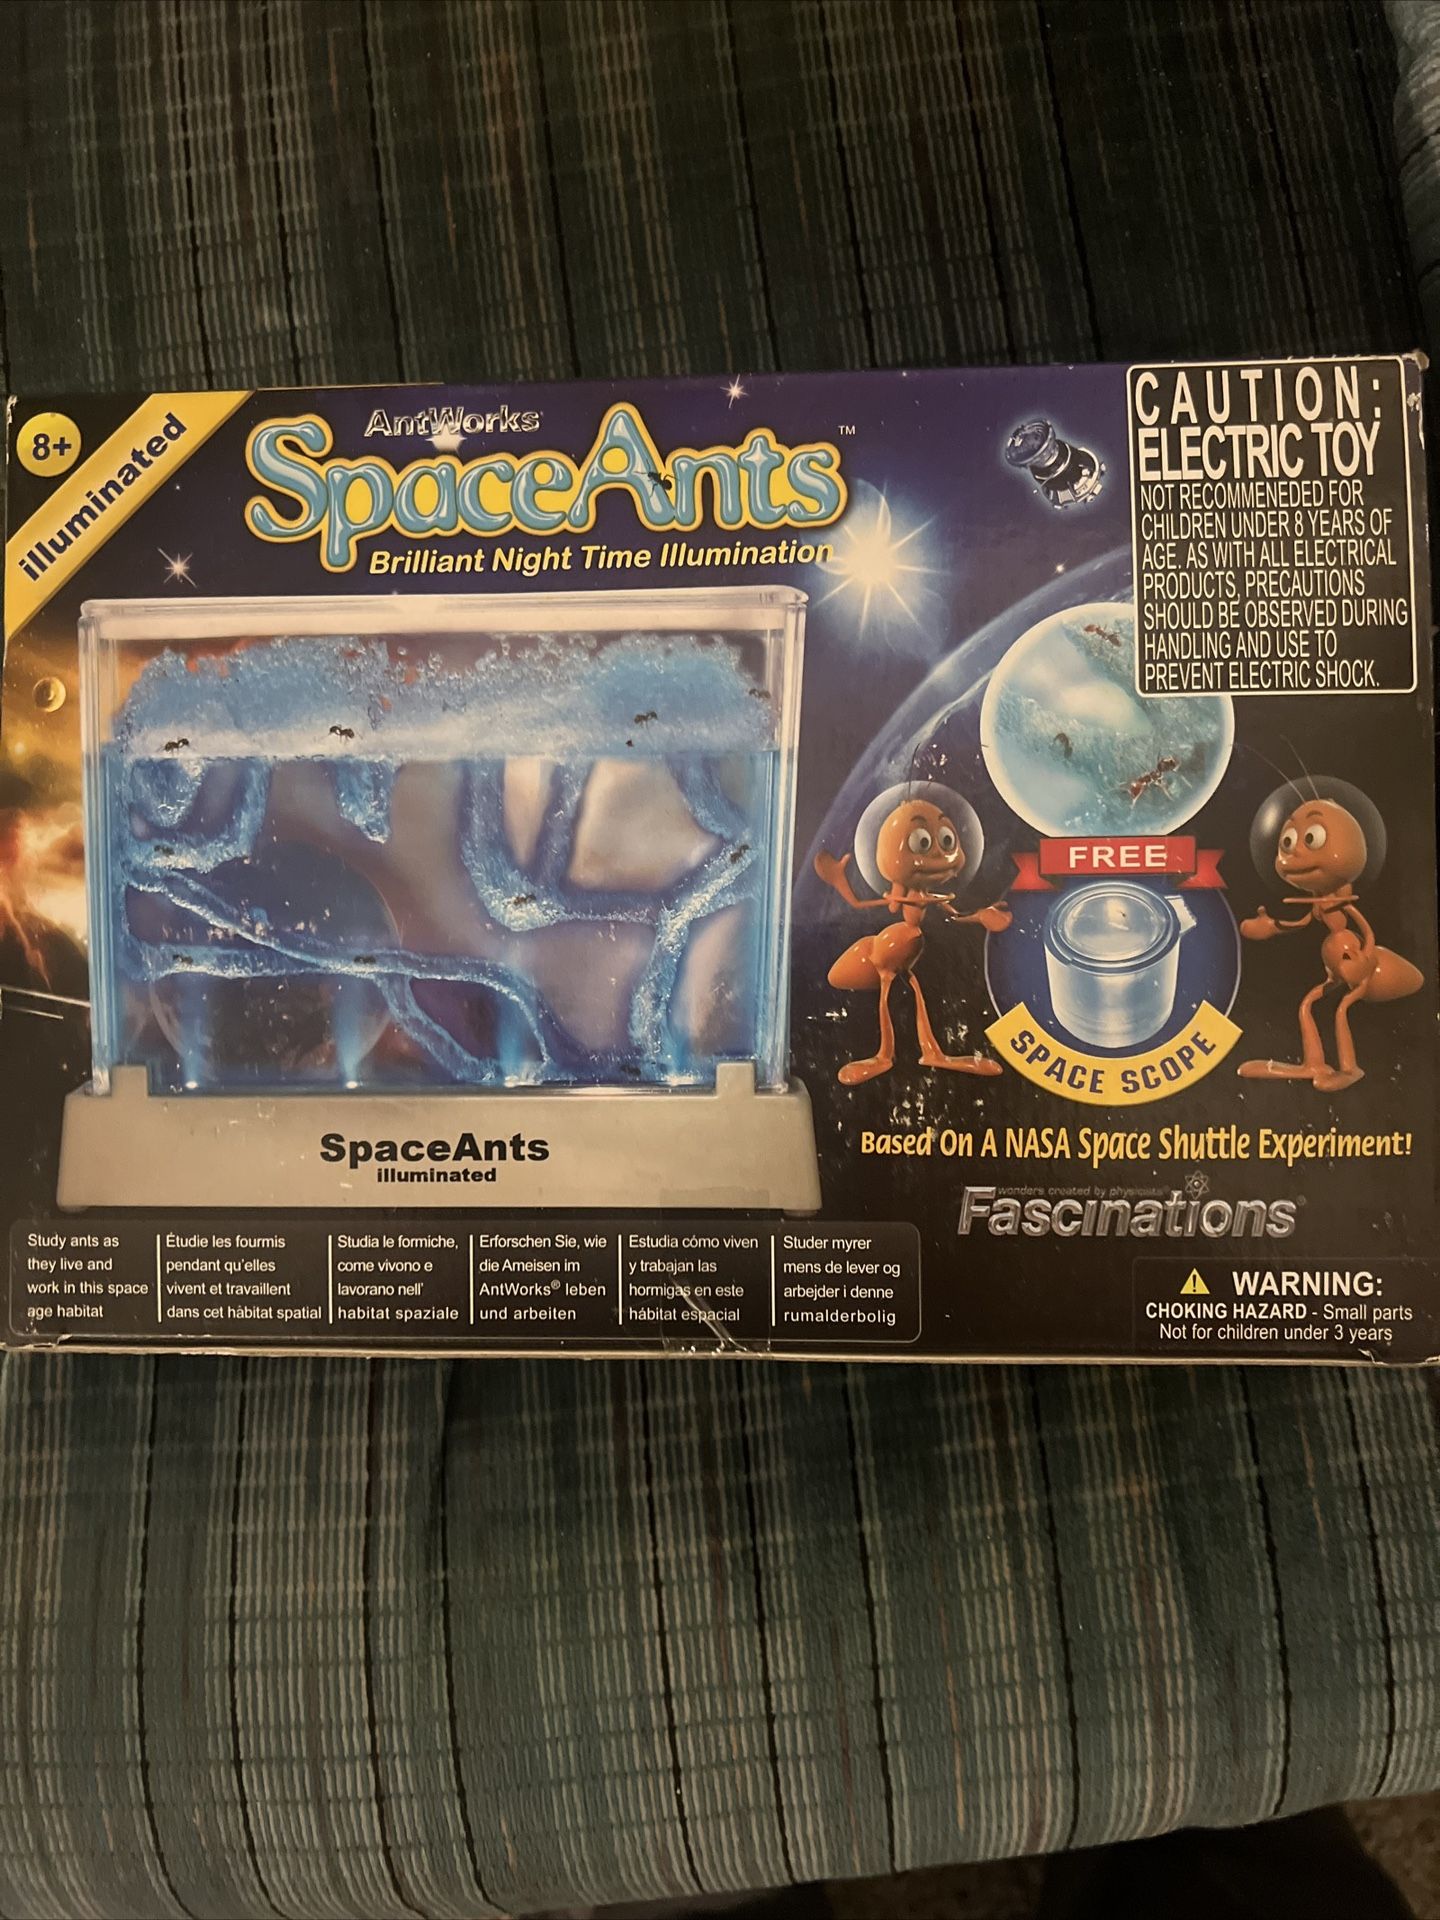 8+
illuminated
AntWorks®
SpaceAnts™
Brilliant Night Time Illumination
CAUTION:
ELECTRIC TOY
NOT RECOMMENEDED FOR
CHILDREN UNDER 8 YEARS OF
AGE. AS WITH ALL ELECTRICAL
PRODUCTS, PRECAUTIONS
SHOULD BE OBSERVED DURING
HANDLING AND USE TO
PREVENT ELECTRIC SHOCK.
FREE
SPACE SCOPE
SpaceAnts
illuminated
Based On A NASA Space Shuttle Experiment!
wonders created by physicists®
Fascinations®
Study ants as
they live and
work in this space
age habitat
Étudie les fourmis
pendant qu'elles
vivent et travaillent
dans cet hábitat spatial
Studia le formiche,
come vivono e
lavorano nell'
habitat spaziale
Erforschen Sie, wie
die Ameisen im
AntWorks® leben
und arbeiten
Estudia cómo viven
y trabajan las
hormigas en este
hábitat espacial
Studer myrer
mens de lever og
arbejder i denne
rumalderbolig
WARNING:
CHOKING HAZARD - Small parts
Not for children under 3 years